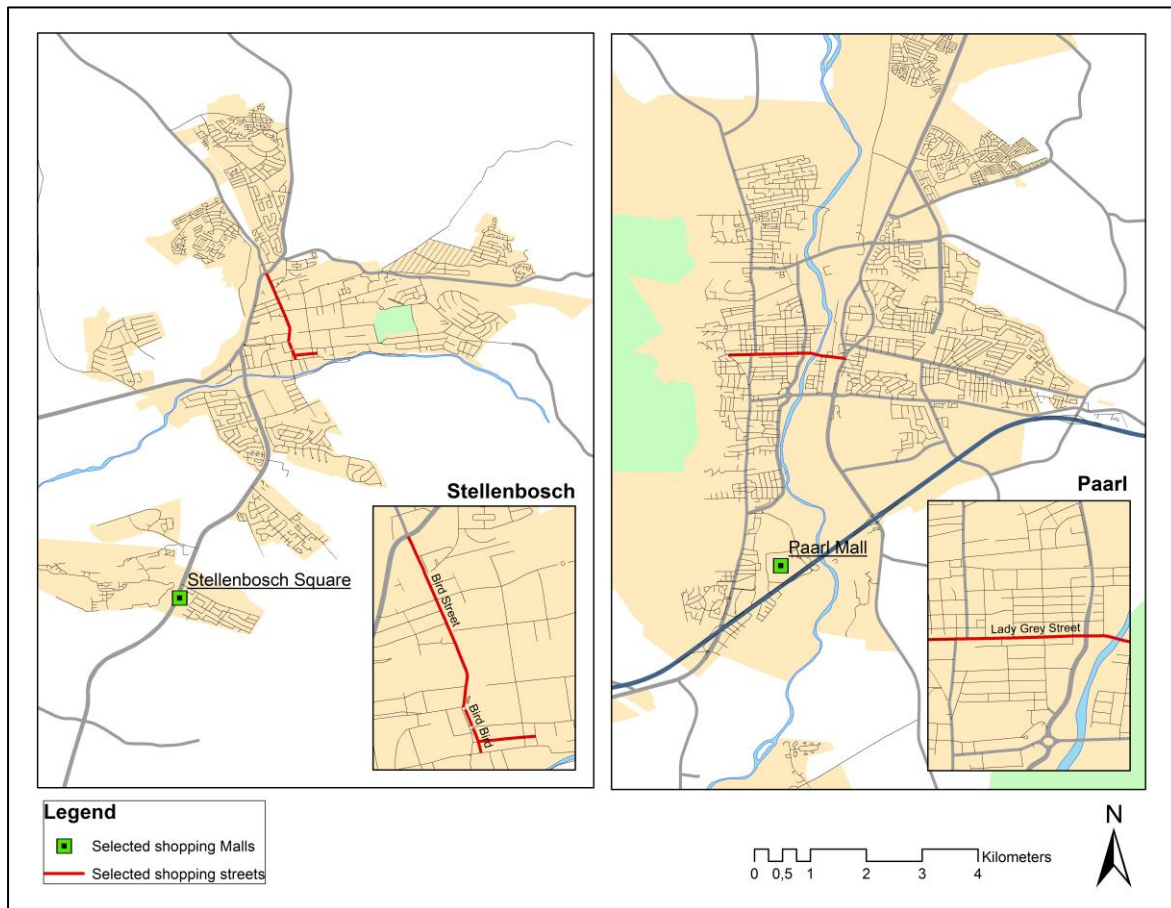 Stellenbosch
Stellenbosch Square
Bird Street
Bird Bird
Paarl
Paarl Mall
Lady Grey Street
Legend
Selected shopping Malls
Selected shopping streets
N
Kilometers
0 0,5 1 2 3 4